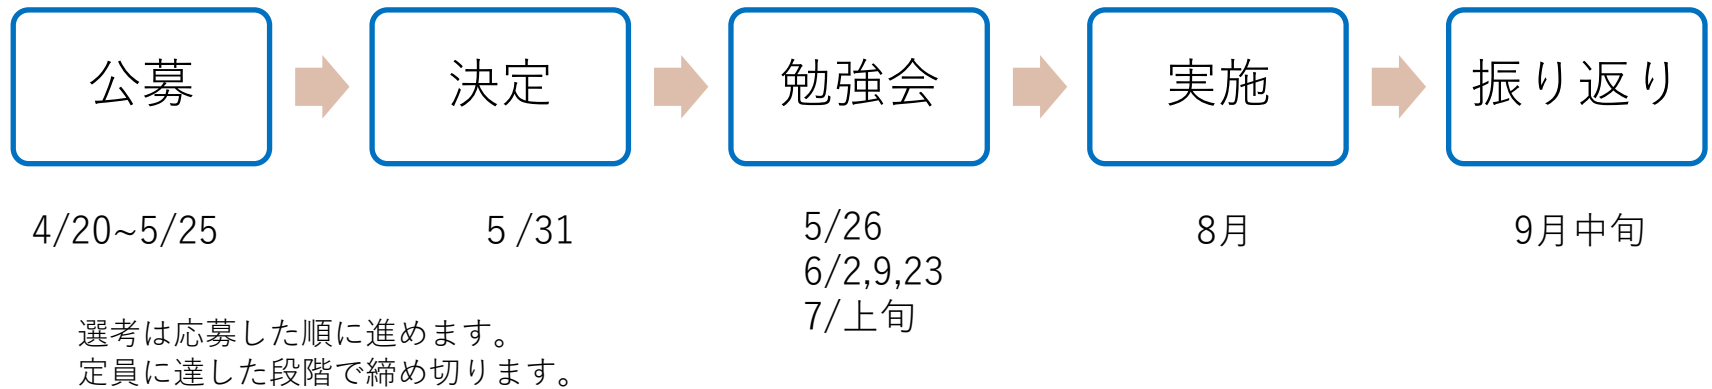 公募
決定
勉強会
実施
振り返り
4/20~5/25
5 /31
5/26
6/2,9,23
7/上旬
8月
9月中旬
選考は応募した順に進めます。
定員に達した段階で締め切ります。